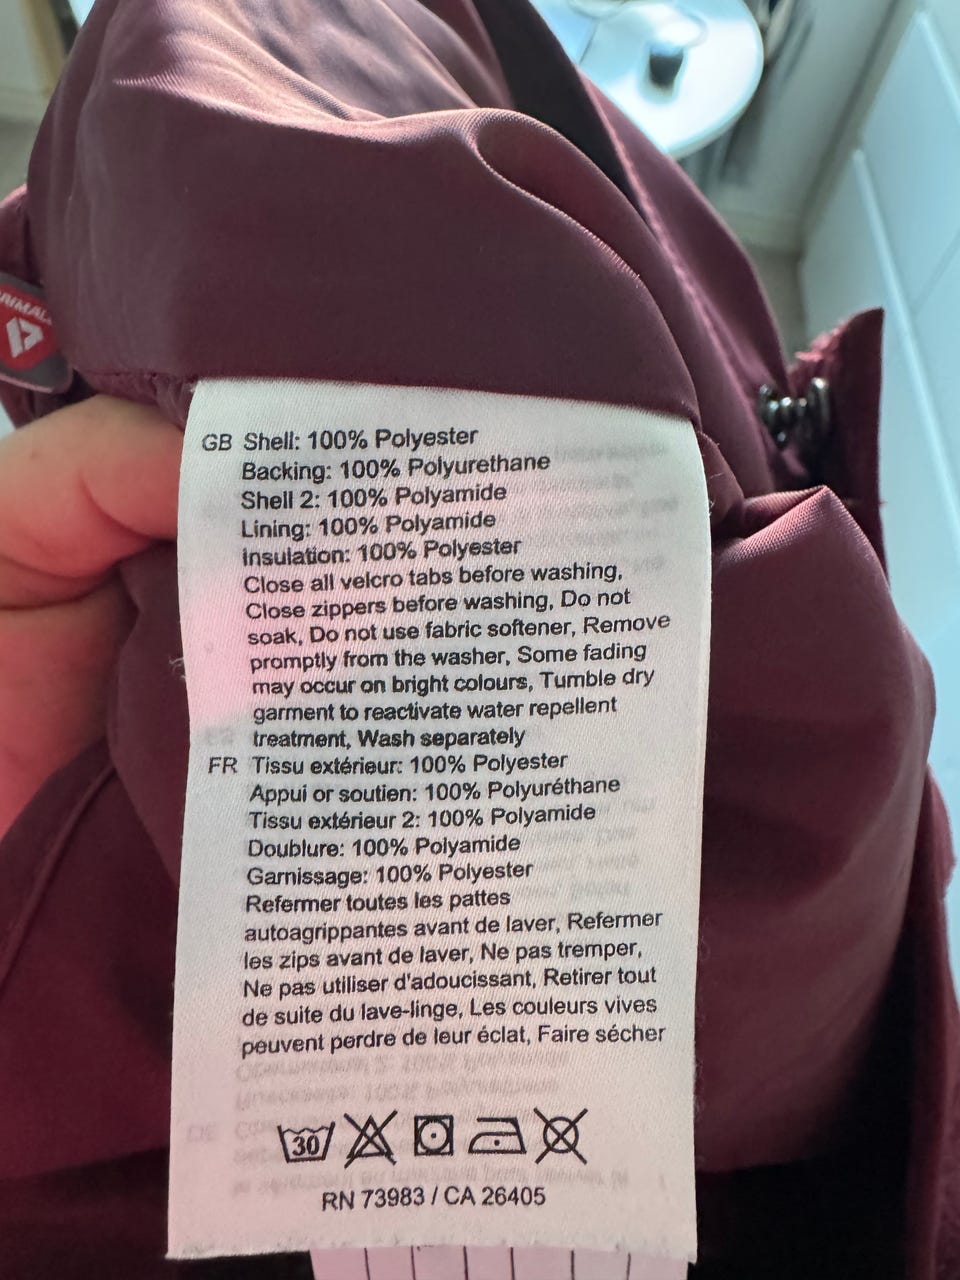 GB Shell: 100% Polyester
Backing: 100% Polyurethane
Shell 2: 100% Polyamide
Lining: 100% Polyamide
Insulation: 100% Polyester
Close all velcro tabs before washing,
Close zippers before washing, Do not
soak, Do not use fabric softener, Remove
promptly from the washer, Some fading
may occur on bright colours, Tumble dry
garment to reactivate water repellent
treatment, Wash separately
FR Tissu extérieur: 100% Polyester
Appui or soutien: 100% Polyuréthane
Tissu extérieur 2: 100% Polyamide
Doublure: 100% Polyamide
Garnissage: 100% Polyester
Refermer toutes les pattes
autoagrippantes avant de laver, Refermer
les zips avant de laver, Ne pas tremper,
Ne pas utiliser d'adoucissant, Retirer tout
de suite du lave-linge, Les couleurs vives
peuvent perdre de leur éclat, Faire sécher
30
RN 73983 / CA 26405